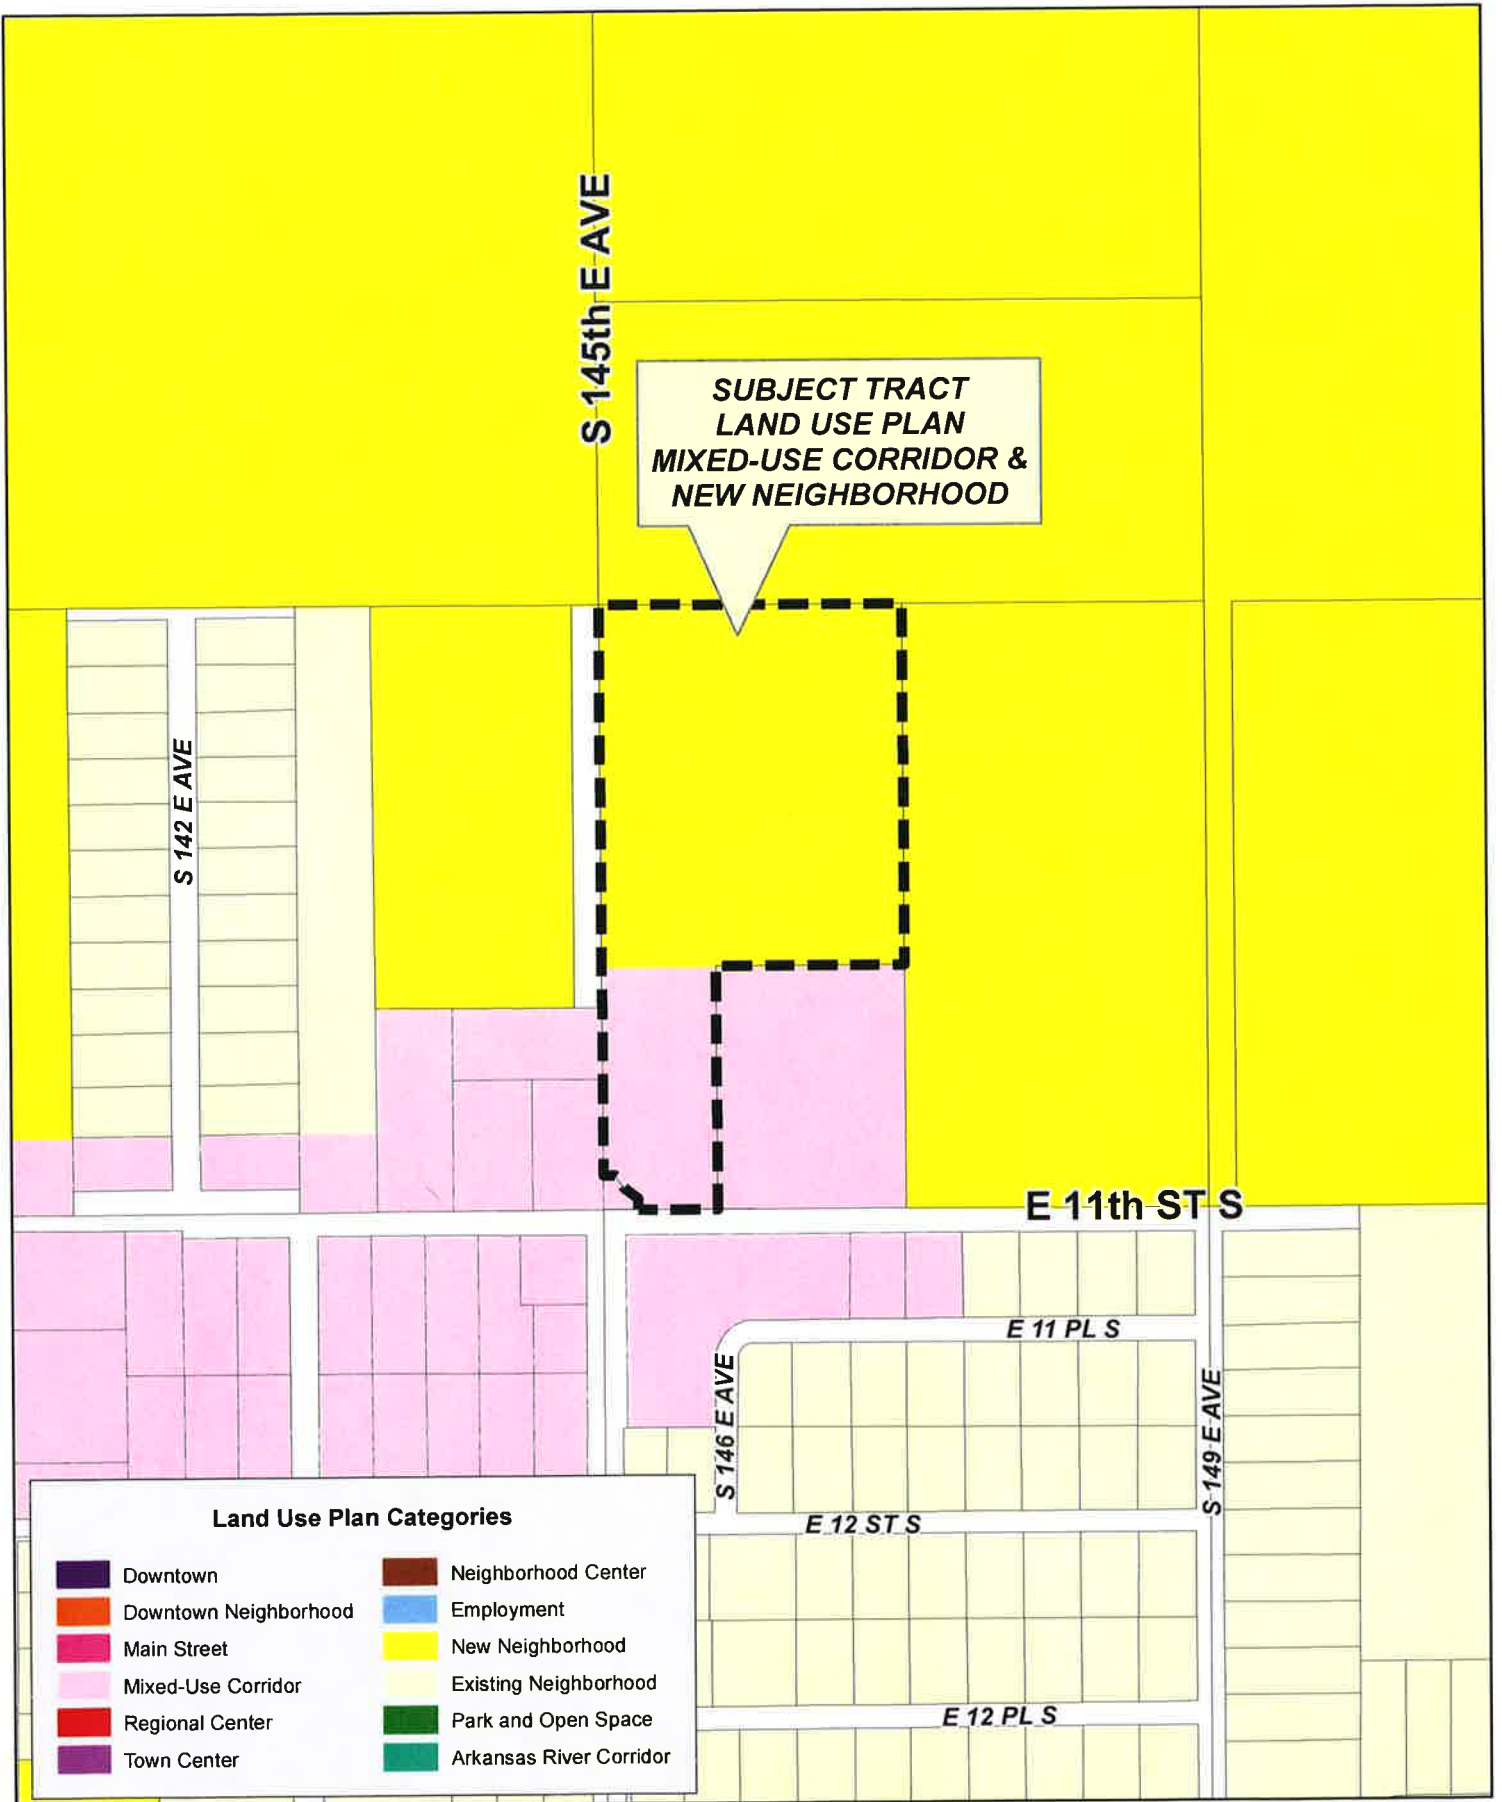 S 145th E AVE
SUBJECT TRACT
LAND USE PLAN
MIXED-USE CORRIDOR &
NEW NEIGHBORHOOD
S 142 E AVE
E 11th ST S
E 11 PL S
S 146 E AVE
S 149 E AVE
E 12 ST S
E 12 PL S
Land Use Plan Categories
Downtown
Downtown Neighborhood
Main Street
Mixed-Use Corridor
Regional Center
Town Center
Neighborhood Center
Employment
New Neighborhood
Existing Neighborhood
Park and Open Space
Arkansas River Corridor